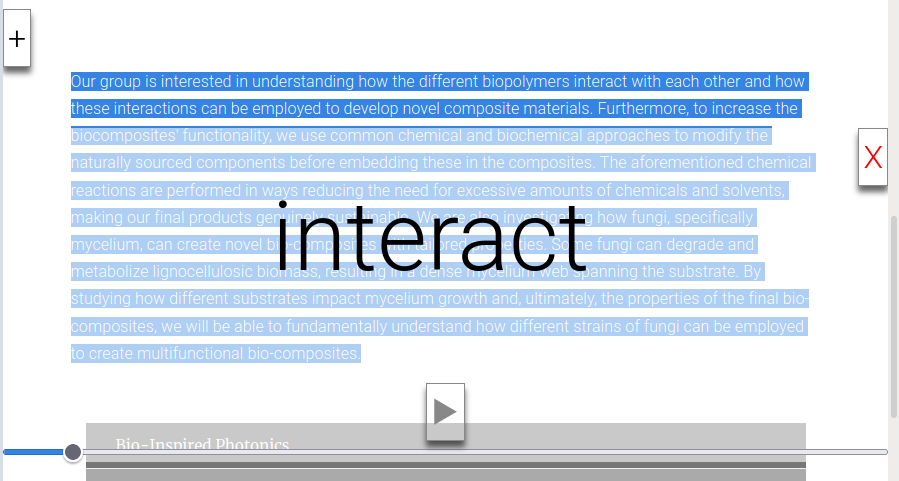 +
Our group is interested in understanding how the different biopolymers interact with each other and how
these interactions can be employed to develop novel composite materials. Furthermore, to increase the
biocomposites' functionality, we use common chemical and biochemical approaches to modify the
naturally sourced components before embedding these in the composites. The aforementioned chemical
X
reactions are performed in ways reducing the need for excessive amounts of chemicals and solvents,
making our final products genuinely sustainable. We are also investigating how fungi, specifically
interact
mycelium, can create novel bio-composites with tailored properties. Some fungi can degrade and
metabolize lignocellulosic biomass, resulting in a dense mycelium web spanning the substrate. By
studying how different substrates impact mycelium growth and, ultimately, the properties of the final bio-
composites, we will be able to fundamentally understand how different strains of fungi can be employed
to create multifunctional bio-composites.
Bio-Inspired Photonics